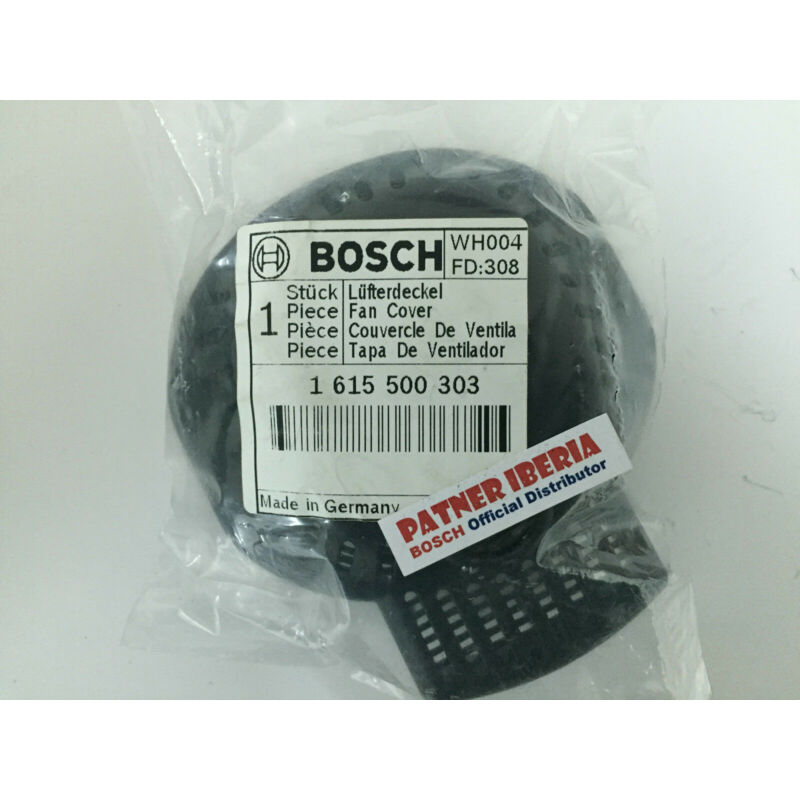 BOSCH
WH004
FD:308
1
Stück Lüfterdeckel
Piece Fan Cover
Pièce Couvercle De Ventila
Piece Tapa De Ventilador
1 615 500 303
Made in Germany
PATNER IBERIA
BOSCH Official Distributor